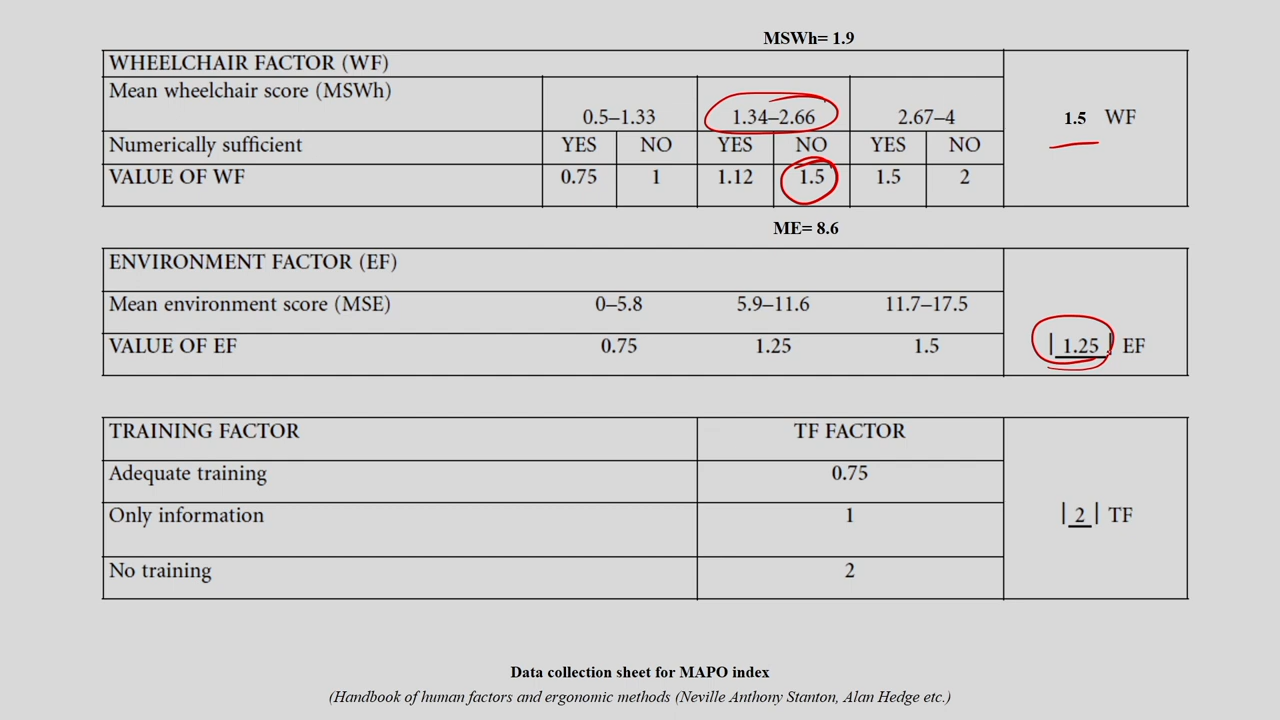 MSWh= 1.9
WHEELCHAIR FACTOR (WF)
Mean wheelchair score (MSWh)
0.5–1.33 1.34–2.66 2.67–4
1.5 WF
Numerically sufficient YES NO YES NO YES NO
VALUE OF WF 0.75 1 1.12 1.5 1.5 2
ME= 8.6
ENVIRONMENT FACTOR (EF)
Mean environment score (MSE) 0–5.8 5.9–11.6 11.7–17.5
VALUE OF EF 0.75 1.25 1.5 |1.25| EF
TRAINING FACTOR TF FACTOR
Adequate training 0.75
Only information 1 |2| TF
No training 2
Data collection sheet for MAPO index
(Handbook of human factors and ergonomic methods (Neville Anthony Stanton, Alan Hedge etc.)